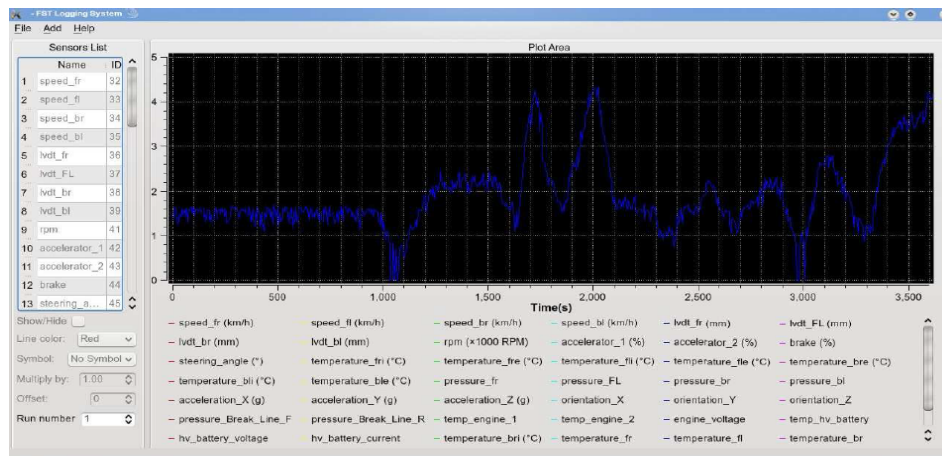 - FST Logging System
File Add Help
Sensors List
Plot Area
Name ID
1 speed_fr 32
2 speed_fl 33
3 speed_br 34
4 speed_bl 35
5 lvdt_fr 36
6 lvdt_FL 37
7 lvdt_br 38
8 lvdt_bl 39
9 rpm 41
10 accelerator_1 42
11 accelerator_2 43
12 brake 44
13 steering_a... 45
Show/Hide
Line color: Red
Symbol: No Symbol
Multiply by: 1.00
Offset: 0
Run number 1
5
4
3
2
1
0
0 500 1,000 1,500 2,000 2,500 3,000 3,500
Time(s)
speed_fr (km/h) speed_fl (km/h) speed_br (km/h) speed_bl (km/h) lvdt_fr (mm) lvdt_FL (mm)
lvdt_br (mm) lvdt_bl (mm) rpm (×1000 RPM) accelerator_1 (%) accelerator_2 (%) brake (%)
steering_angle (°) temperature_fri (°C) temperature_fre (°C) temperature_fli (°C) temperature_fle (°C) temperature_bre (°C)
temperature_bli (°C) temperature_ble (°C) pressure_fr pressure_FL pressure_br pressure_bl
acceleration_X (g) acceleration_Y (g) acceleration_Z (g) orientation_X orientation_Y orientation_Z
pressure_Break_Line_F pressure_Break_Line_R temp_engine_1 temp_engine_2 engine_voltage temp_hv_battery
hv_battery_voltage hv_battery_current temperature_bri (°C) temperature_fr temperature_fl temperature_br